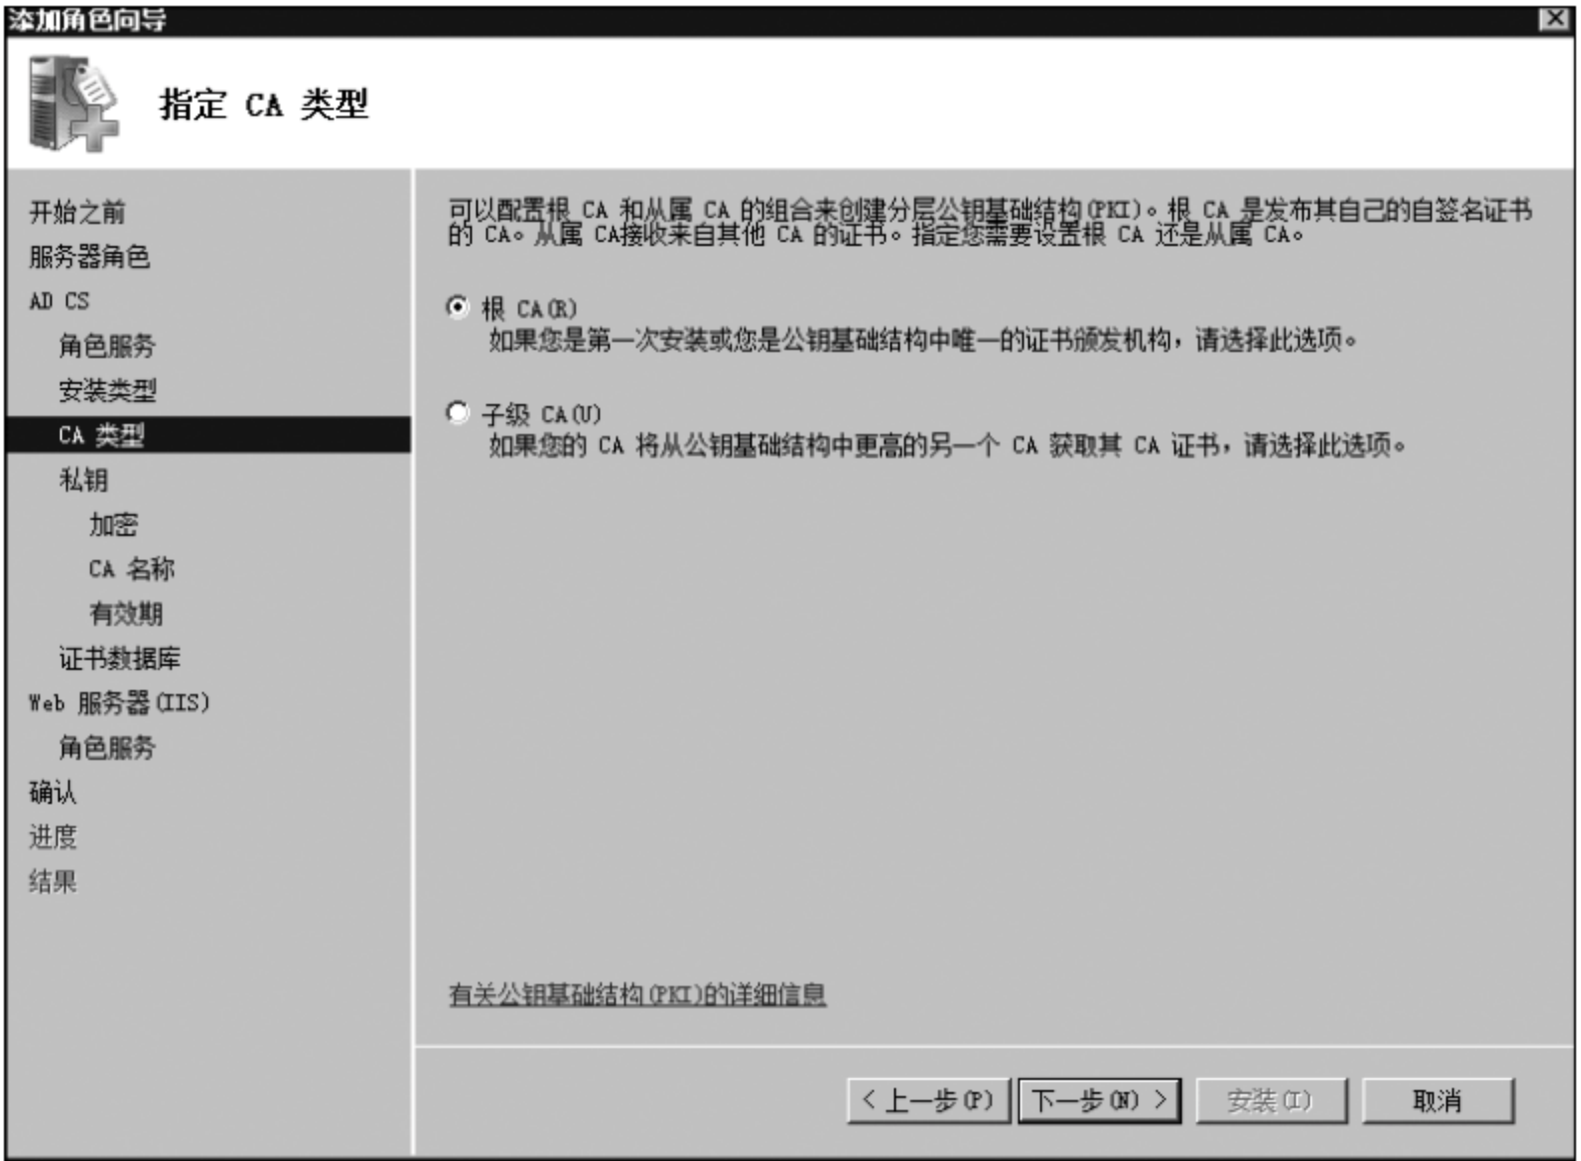 添加角色向导
指定 CA 类型
开始之前
服务器角色
AD CS
角色服务
安装类型
CA 类型
私钥
加密
CA 名称
有效期
证书数据库
Web 服务器(IIS)
角色服务
确认
进度
结果
可以配置根 CA 和从属 CA 的组合来创建分层公钥基础结构(PKI)。根 CA 是发布其自己的自签名证书
的 CA。从属 CA接收来自其他 CA 的证书。指定您需要设置根 CA 还是从属 CA。
根 CA(R)
如果您是第一次安装或您是公钥基础结构中唯一的证书颁发机构，请选择此选项。
子级 CA(U)
如果您的 CA 将从公钥基础结构中更高的另一个 CA 获取其 CA 证书，请选择此选项。
有关公钥基础结构(PKI)的详细信息
< 上一步(P) 下一步(N) > 安装(I) 取消